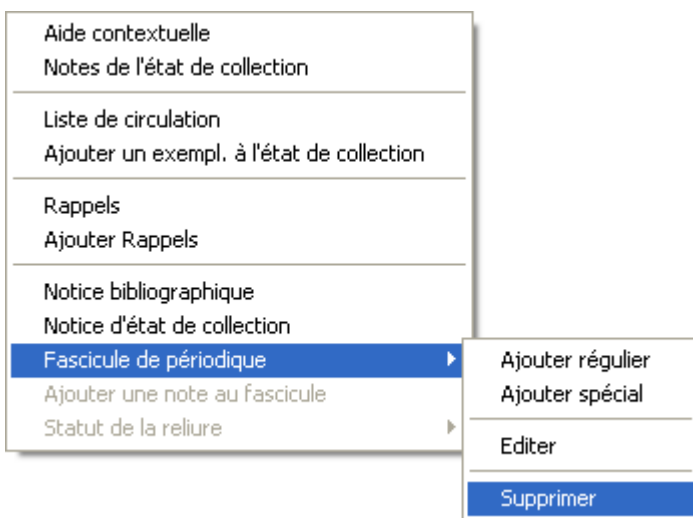 Aide contextuelle
Notes de l'état de collection
Liste de circulation
Ajouter un exempl. à l'état de collection
Rappels
Ajouter Rappels
Notice bibliographique
Notice d'état de collection
Fascicule de périodique
Ajouter une note au fascicule
Statut de la reliure
Ajouter régulier
Ajouter spécial
Editer
Supprimer